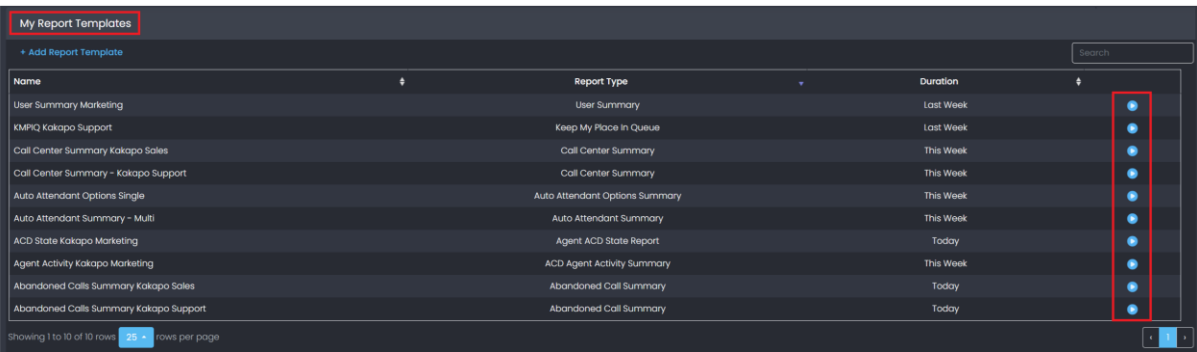 My Report Templates
+ Add Report Template
Search
Name Report Type Duration
User Summary Marketing User Summary Last Week
KMPIQ Kakapo Support Keep My Place In Queue Last Week
Call Center Summary Kakapo Sales Call Center Summary This Week
Call Center Summary - Kakapo Support Call Center Summary This Week
Auto Attendant Options Single Auto Attendant Options Summary This Week
Auto Attendant Summary - Multi Auto Attendant Summary This Week
ACD State Kakapo Marketing Agent ACD State Report Today
Agent Activity Kakapo Marketing ACD Agent Activity Summary This Week
Abandoned Calls Summary Kakapo Sales Abandoned Call Summary Today
Abandoned Calls Summary Kakapo Support Abandoned Call Summary Today
Showing 1 to 10 of 10 rows 25 rows per page ‹ 1 ›